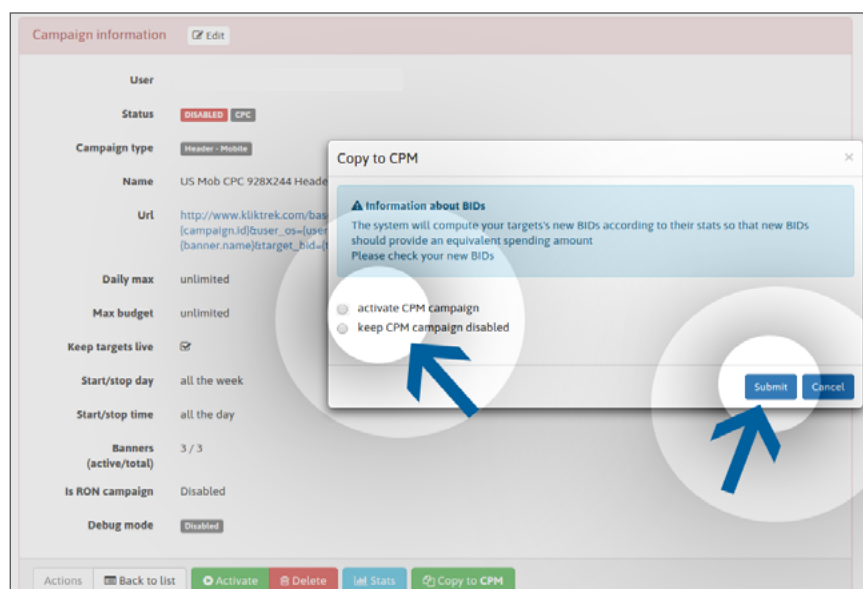 Campaign information Edit
User
Status DISABLED CPC
Campaign type Header - Mobile
Name US Mob CPC 928X244 Heade
Url http://www.kliktrek.com/bas
{campaign.id}&user_os={user
{banner.name}&target_bid={t
Daily max unlimited
Max budget unlimited
Keep targets live
Start/stop day all the week
Start/stop time all the day
Banners 3 / 3
(active/total)
Is RON campaign Disabled
Debug mode Disabled
Actions Back to list Activate Delete Stats Copy to CPM
Copy to CPM ×
Information about BIDs
The system will compute your targets's new BIDs according to their stats so that new BIDs
should provide an equivalent spending amount
Please check your new BIDs
activate CPM campaign
keep CPM campaign disabled
Submit Cancel